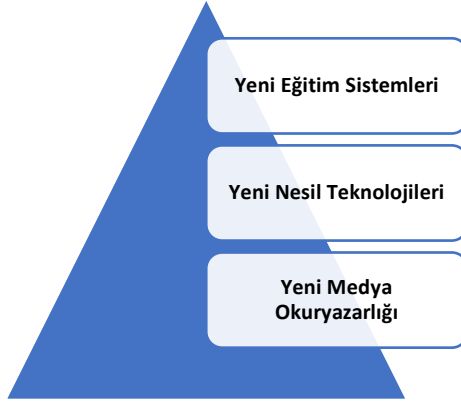 Yeni Eğitim Sistemleri
Yeni Nesil Teknolojileri
Yeni Medya
Okuryazarlığı